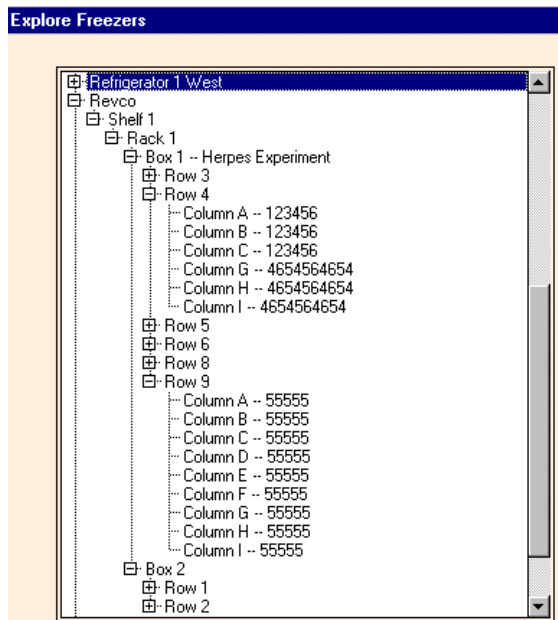 Explore Freezers
Refrigerator 1 West
Revco
Shelf 1
Rack 1
Box 1 -- Herpes Experiment
Row 3
Row 4
Column A -- 123456
Column B -- 123456
Column C -- 123456
Column G -- 4654564654
Column H -- 4654564654
Column I -- 4654564654
Row 5
Row 6
Row 8
Row 9
Column A -- 55555
Column B -- 55555
Column C -- 55555
Column D -- 55555
Column E -- 55555
Column F -- 55555
Column G -- 55555
Column H -- 55555
Column I -- 55555
Box 2
Row 1
Row 2